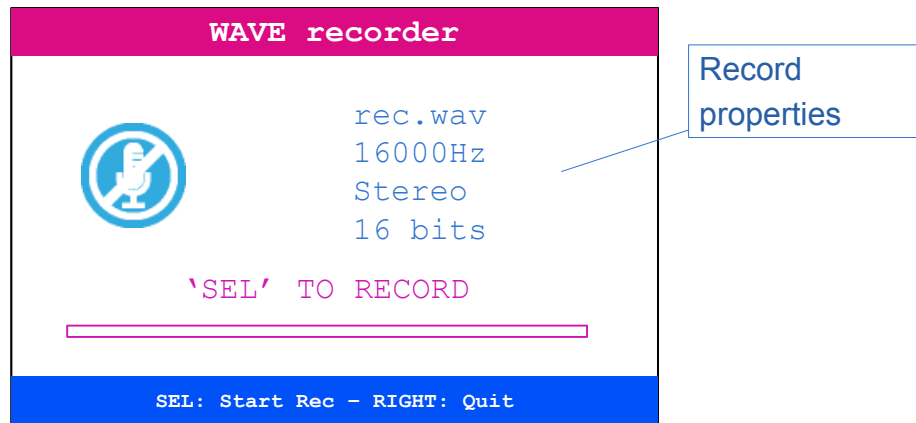 WAVE recorder
Record
properties
rec.wav
16000Hz
Stereo
16 bits
‘SEL’ TO RECORD
SEL: Start Rec – RIGHT: Quit